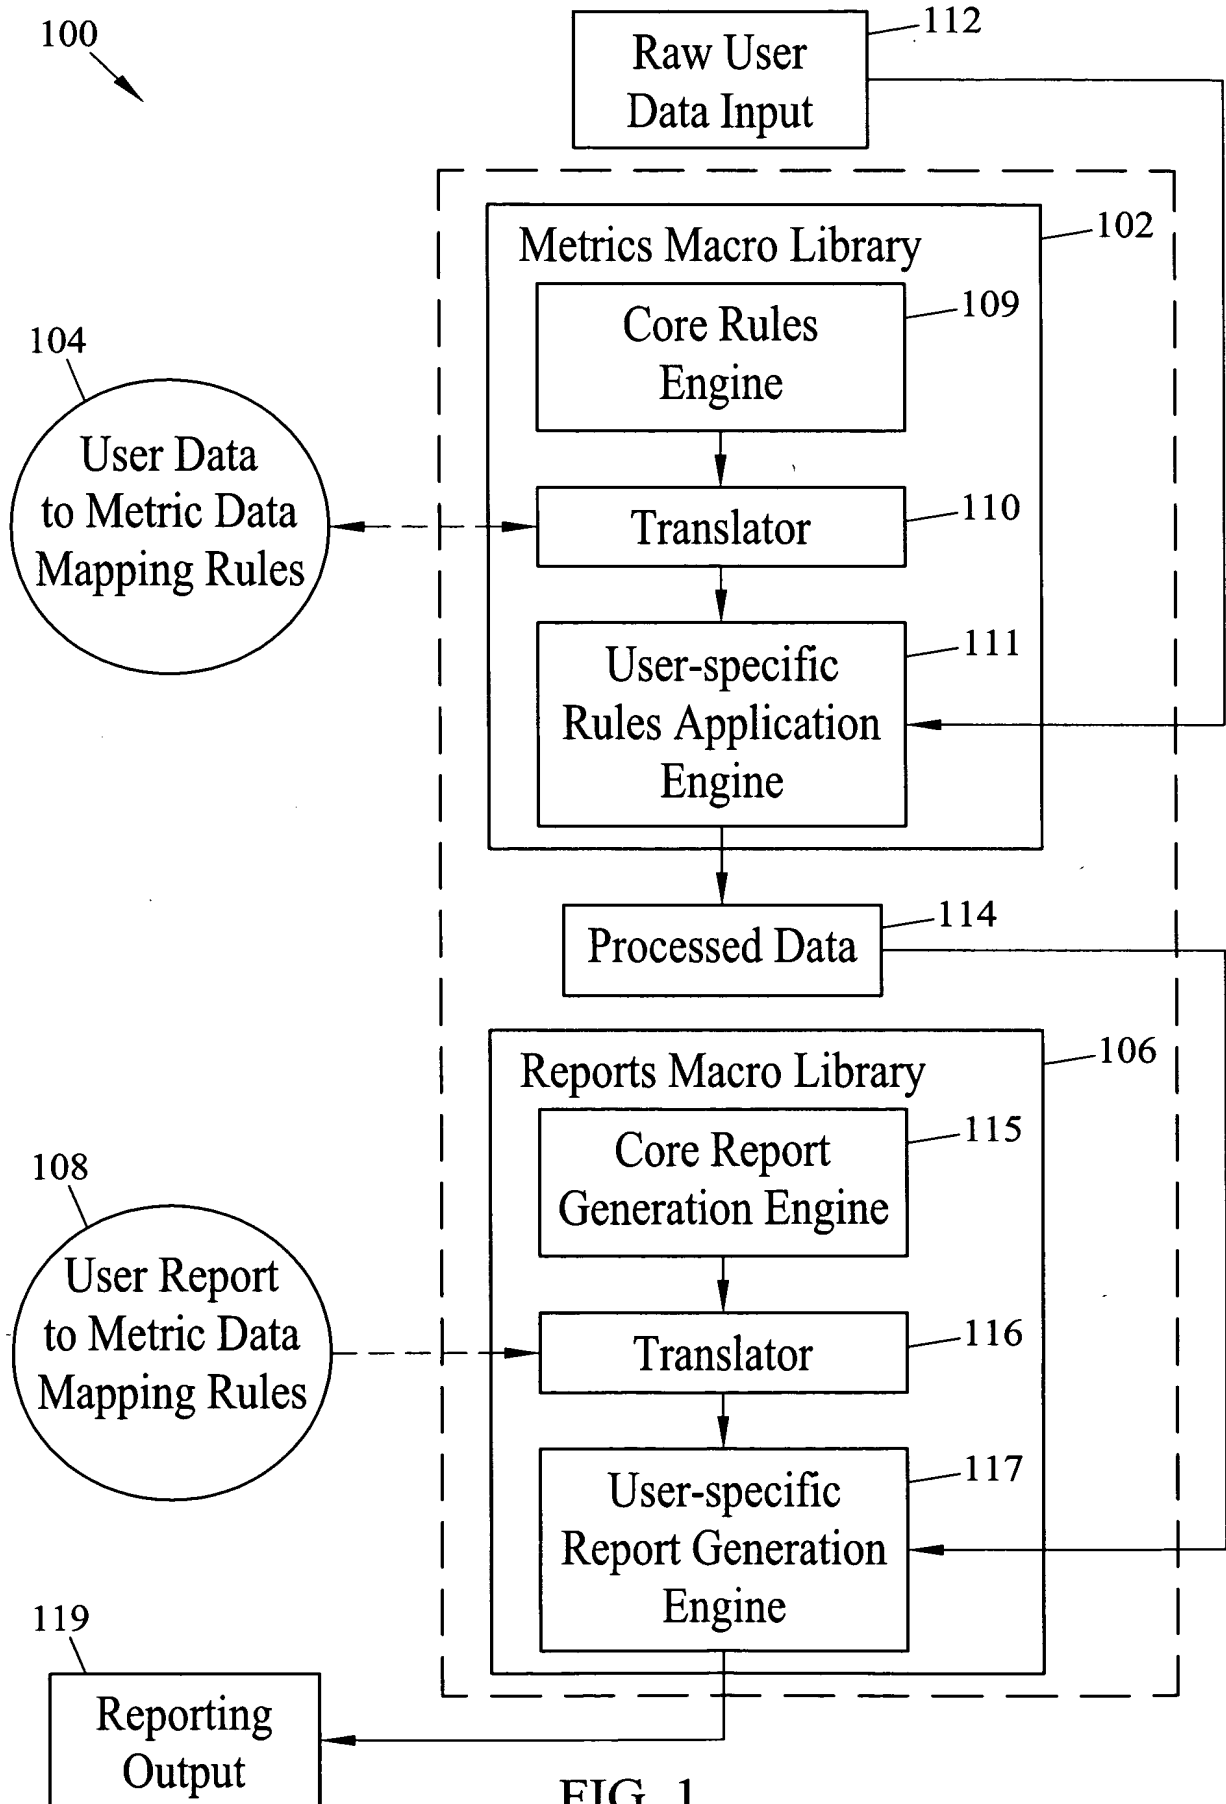 100
112
Raw User
Data Input
102
Metrics Macro Library
109
Core Rules
Engine
104
User Data
to Metric Data
Mapping Rules
110
Translator
111
User-specific
Rules Application
Engine
114
Processed Data
106
Reports Macro Library
115
Core Report
Generation Engine
108
User Report
to Metric Data
Mapping Rules
116
Translator
117
User-specific
Report Generation
Engine
119
Reporting
Output
FIG. 1